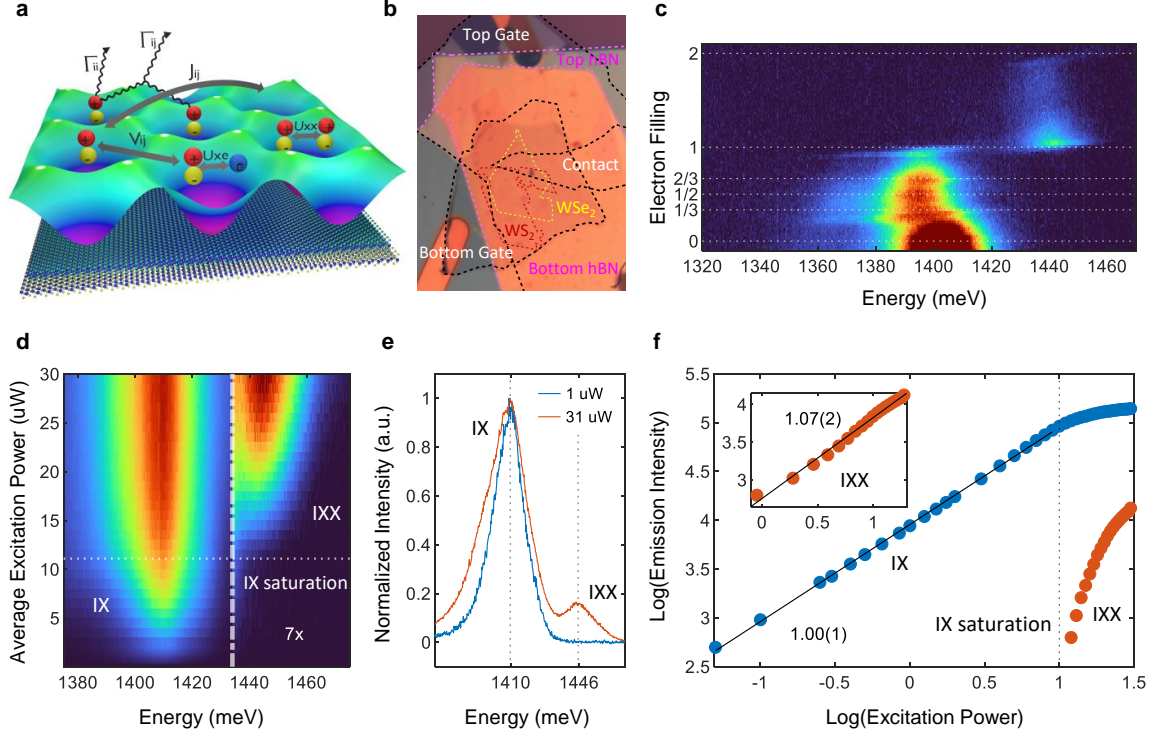 a
Γii
Γij
Jij
Vij
Uxe
Uxx
+
-
+
-
+
-
+
-
+
-
+
-
e
b
Top Gate
Top hBN
Contact
WSe2
WS2
Bottom Gate
Bottom hBN
c
Electron Filling
2
1
2/3
1/2
1/3
0
1320 1340 1360 1380 1400 1420 1440 1460
Energy (meV)
d
Average Excitation Power (uW)
30
25
20
15
10
5
IX
IXX
IX saturation
7x
1380 1400 1420 1440 1460
Energy (meV)
e
Normalized Intensity (a.u.)
1
0.8
0.6
0.4
0.2
0
1 uW
31 uW
IX
IXX
1410 1446
Energy (meV)
f
Log(Emission Intensity)
5.5
5
4.5
4
3.5
3
2.5
4
3.5
3
0 0.5 1
1.07(2)
IXX
IX
1.00(1)
IX saturation
IXX
-1 -0.5 0 0.5 1 1.5
Log(Excitation Power)